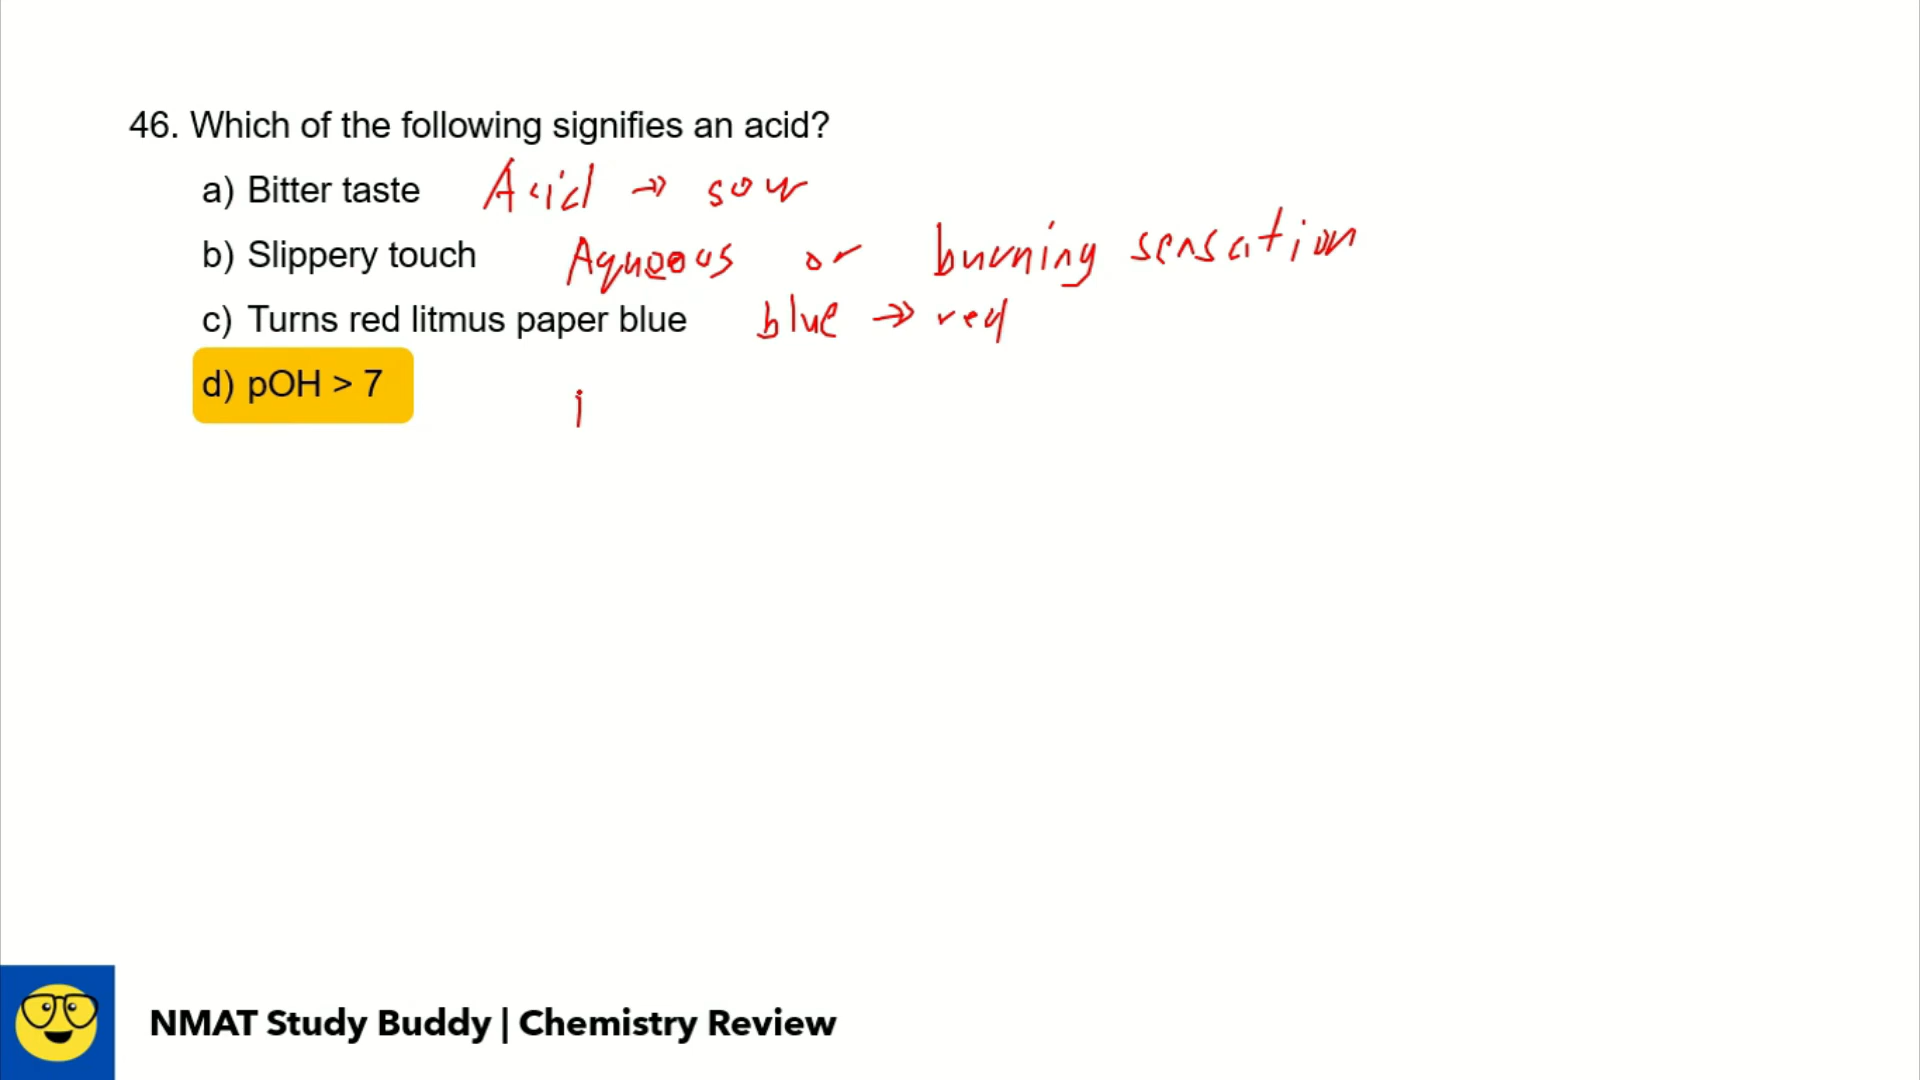 46. Which of the following signifies an acid?
a) Bitter taste Acid → sour
b) Slippery touch Aqueous or burning sensation
c) Turns red litmus paper blue blue → red
d) pOH > 7
NMAT Study Buddy | Chemistry Review